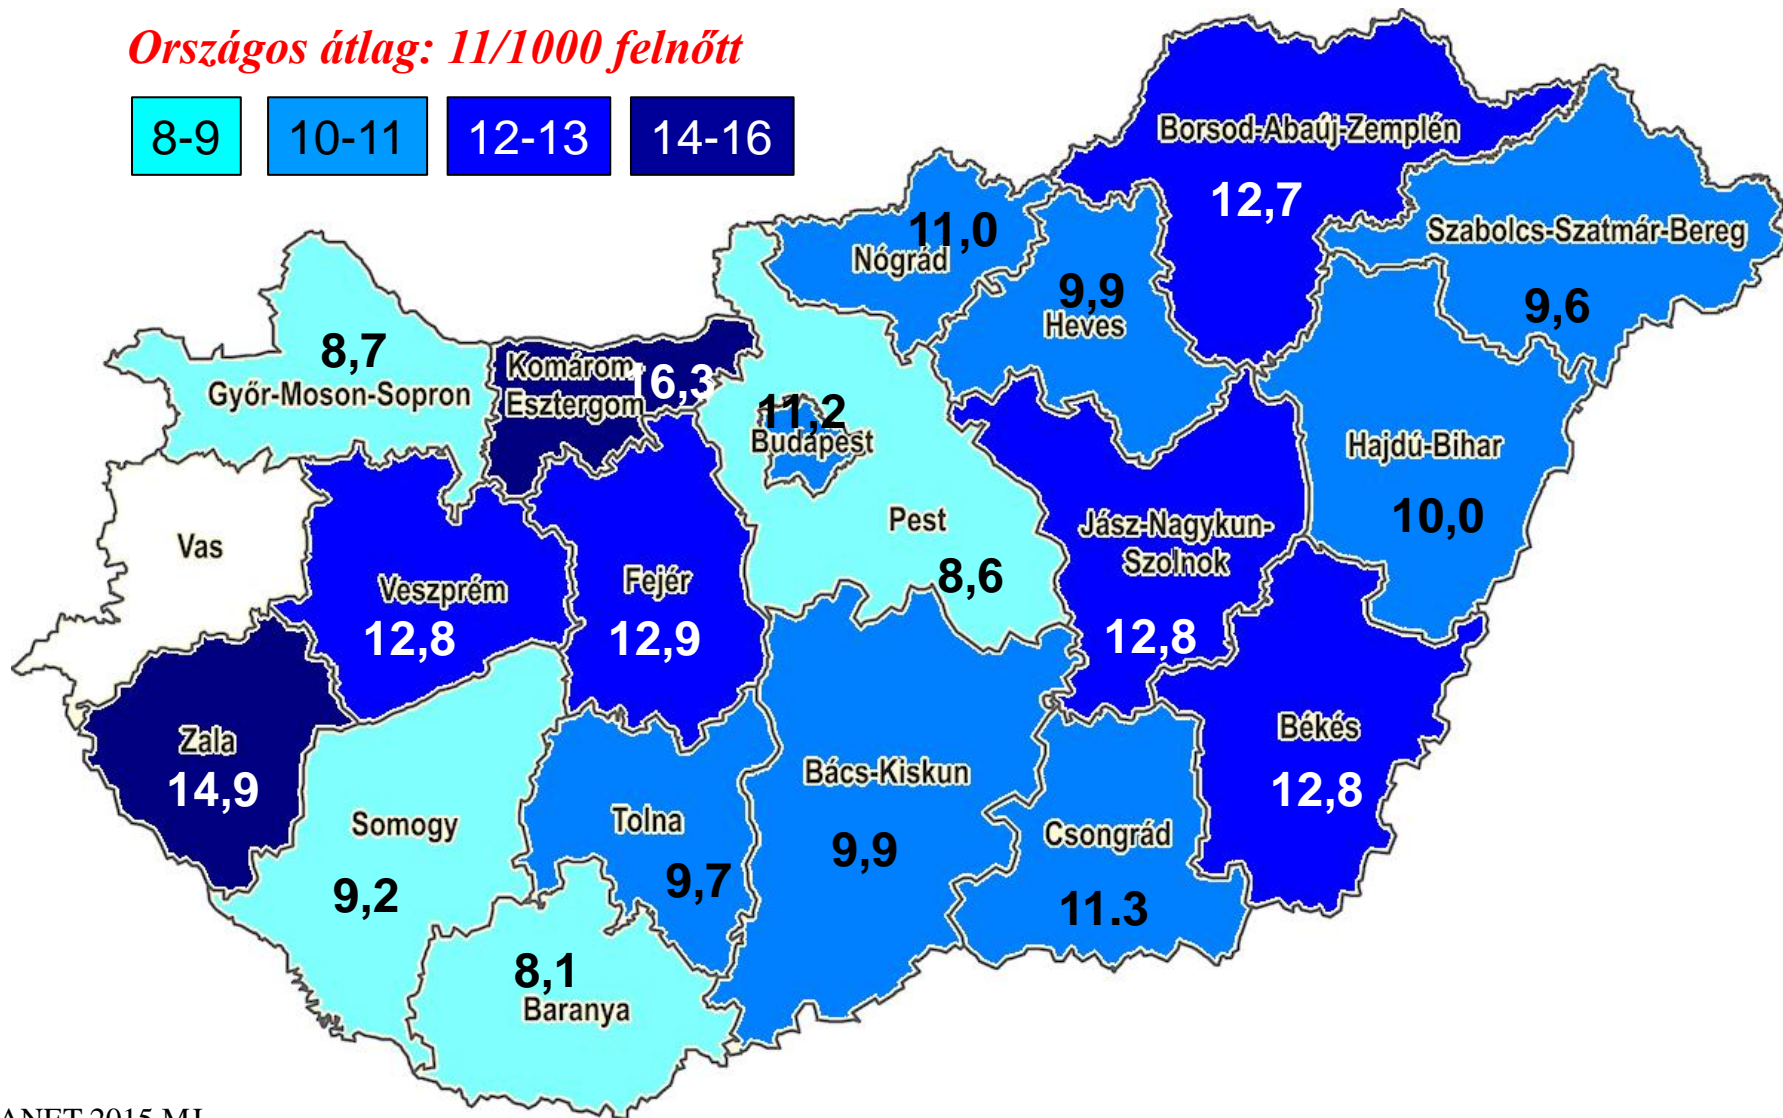 Országos átlag: 11/1000 felnőtt
8-9
10-11
12-13
14-16
Borsod-Abaúj-Zemplén
12,7
Szabolcs-Szatmár-Bereg
9,6
11,0
Nógrád
9,9
Heves
8,7
Győr-Moson-Sopron
Komárom
Esztergom
16,3
11,2
Budapest
Hajdú-Bihar
10,0
Pest
8,6
Jász-Nagykun-
Szolnok
12,8
Vas
Veszprém
12,8
Fejér
12,9
Zala
14,9
Békés
12,8
Bács-Kiskun
9,9
Somogy
9,2
Tolna
9,7
Csongrád
11.3
8,1
Baranya
ANET 2015 MJ